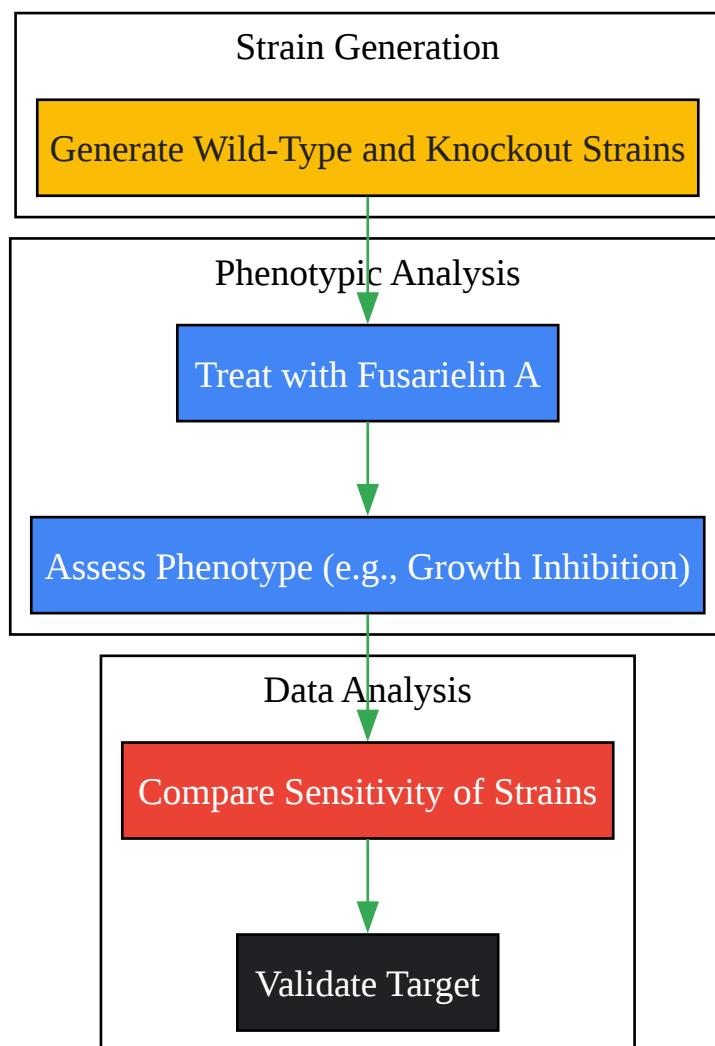 Strain Generation
Generate Wild-Type and Knockout Strains
Phenotypic Analysis
Treat with Fusarielin A
Assess Phenotype (e.g., Growth Inhibition)
Data Analysis
Compare Sensitivity of Strains
Validate Target